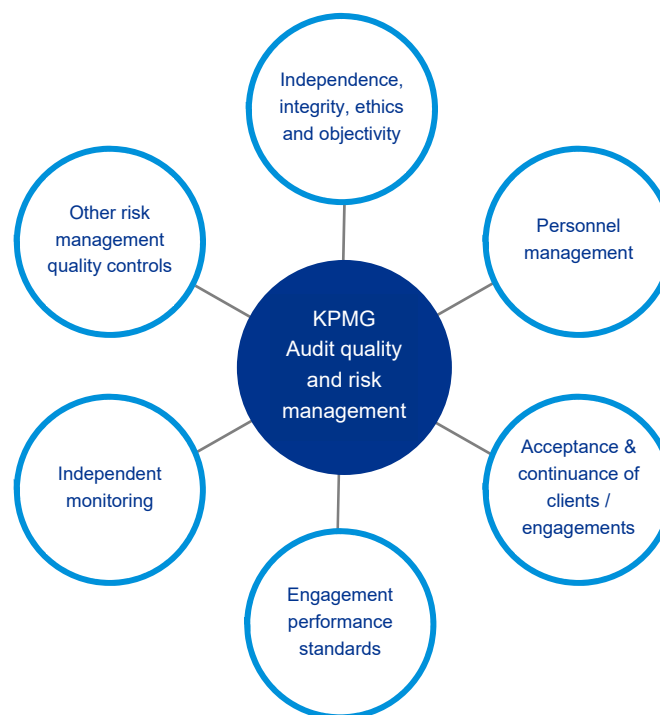 Independence,
integrity, ethics
and objectivity
Other risk
management
quality controls
Personnel
management
KPMG
Audit quality
and risk
management
Independent
monitoring
Acceptance &
continuance of
clients /
engagements
Engagement
performance
standards